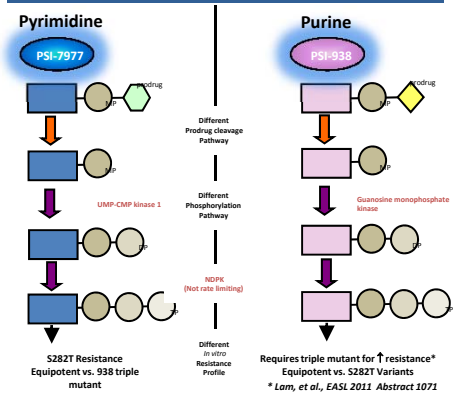 Pyrimidine
PSI-7977
prodrug
MP
MP
UMP-CMP kinase 1
DP
TP
S282T Resistance
Equipotent vs. 938 triple
mutant
Different
Prodrug cleavage
Pathway
Different
Phosphorylation
Pathway
NDPK
(Not rate limiting)
Different
In vitro
Resistance
Profile
Purine
PSI-938
prodrug
MP
MP
Guanosine monophosphate
kinase
DP
TP
Requires triple mutant for ↑ resistance*
Equipotent vs. S282T Variants
* Lam, et al., EASL 2011 Abstract 1071